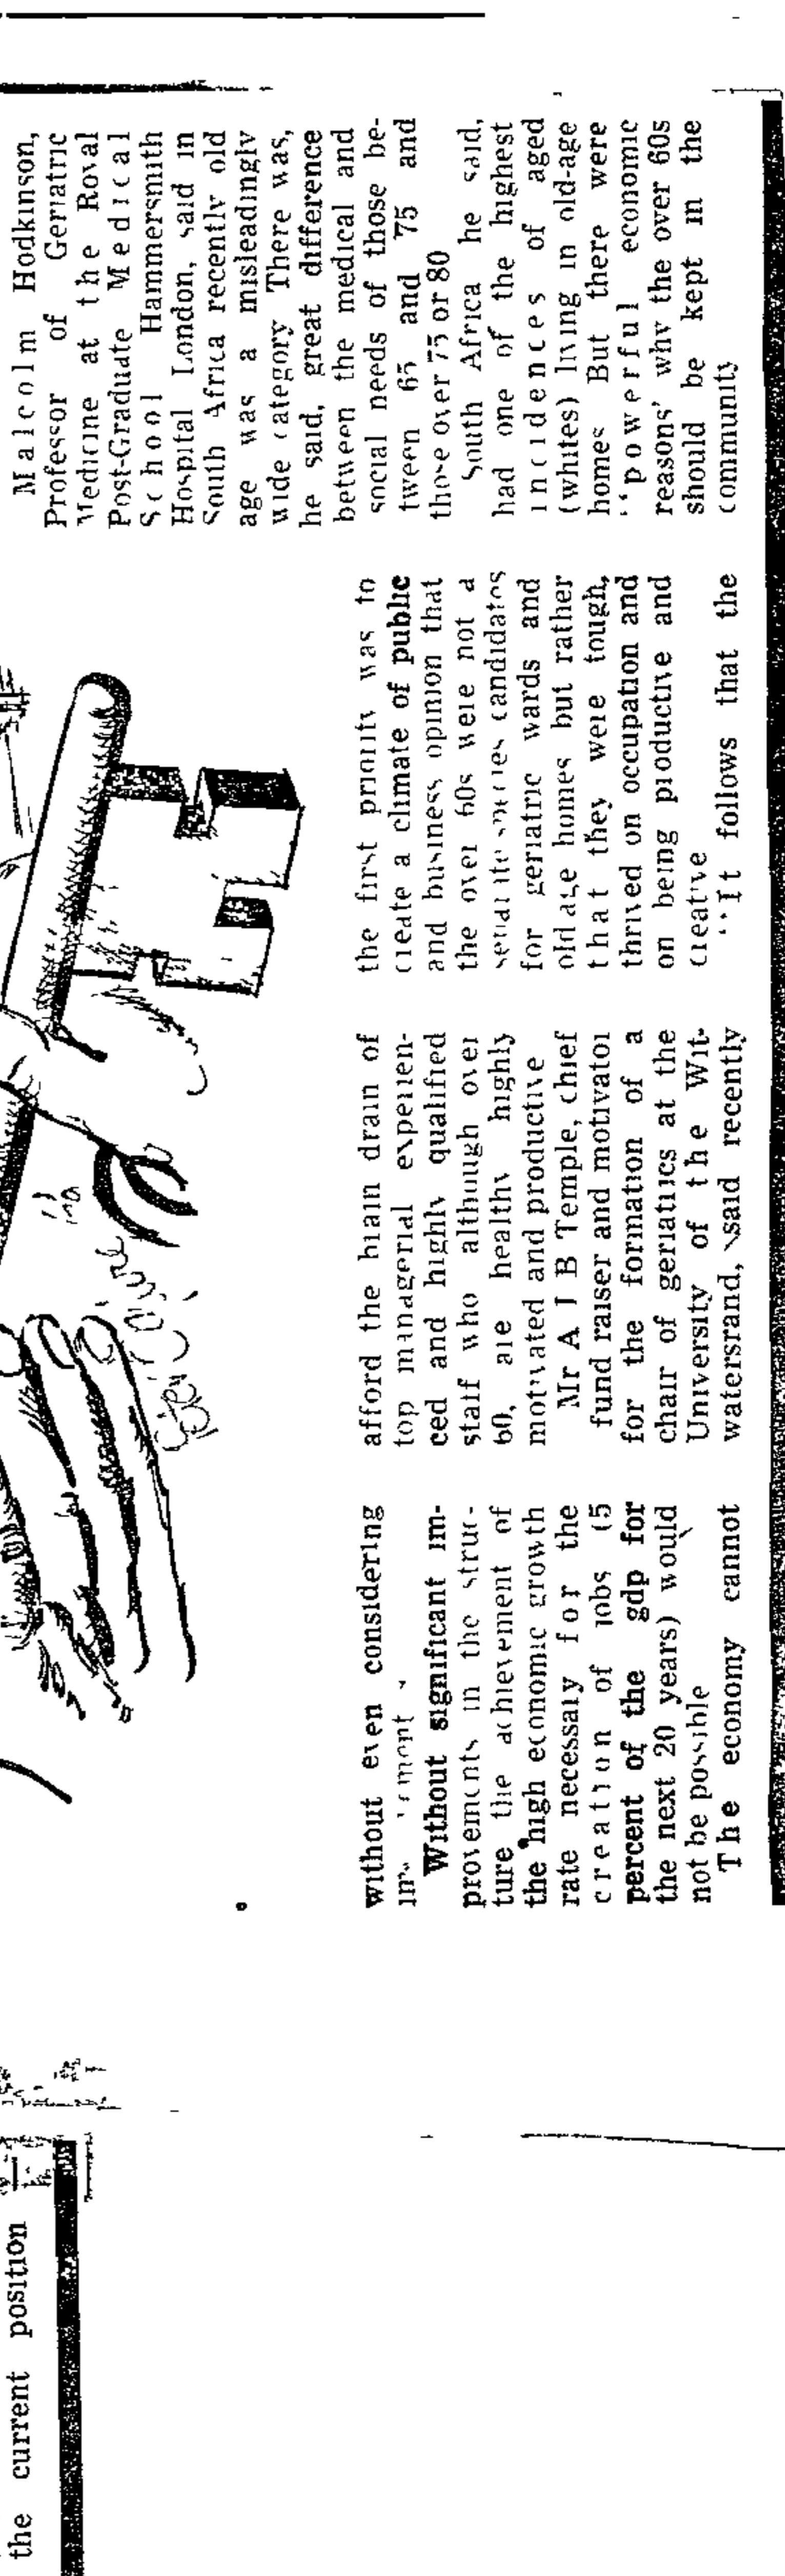 without even considering
Without significant im-
provements in the struc-
ture the achievement of
the high economic growth
rate necessary for the
creation of jobs (5
percent of the gdp for
the next 20 years) would
not be possible
The economy cannot
afford the brain drain of
top managerial experien-
ced and highly qualified
staff who although over
60, are healthy highly
motivated and productive
Mr A J B Temple, chief
fund raiser and motivator
for the formation of a
chair of geriatrics at the
University of the Wit-
watersrand, said recently
the first priority was to
create a climate of public
and business opinion that
the over 60s were not a
candidates
for geriatric wards and
old age homes but rather
that they were tough,
thrived on occupation and
on being productive and
creative
"It follows that the
Malcolm Hodkinson,
Professor of Geriatric
Medicine at the Royal
Post-Graduate Medical
School Hammersmith
Hospital London, said in
South Africa recently old
age was a misleadingly
wide category There was,
he said, great difference
between the medical and
social needs of those be-
tween 65 and 75 and
those over 75 or 80
South Africa he said,
had one of the highest
incidences of aged
(whites) living in old-age
homes But there were
"powerful economic
reasons' why the over 60s
should be kept in the
community
the current position